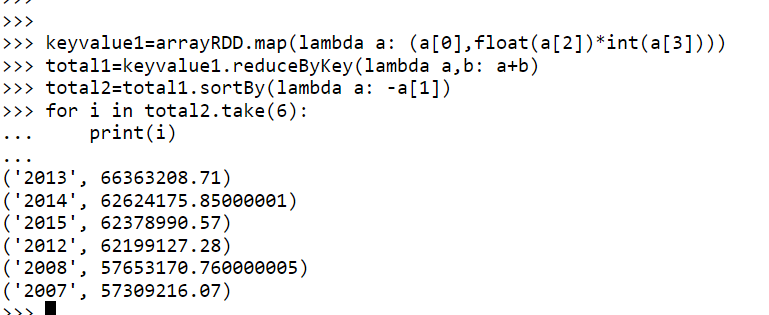 >>>
>>>
>>> keyvalue1=arrayRDD.map(lambda a: (a[0],float(a[2])*int(a[3])))
>>> total1=keyvalue1.reduceByKey(lambda a,b: a+b)
>>> total2=total1.sortBy(lambda a: -a[1])
>>> for i in total2.take(6):
...     print(i)
...
('2013', 66363208.71)
('2014', 62624175.85000001)
('2015', 62378990.57)
('2012', 62199127.28)
('2008', 57653170.760000005)
('2007', 57309216.07)
>>>